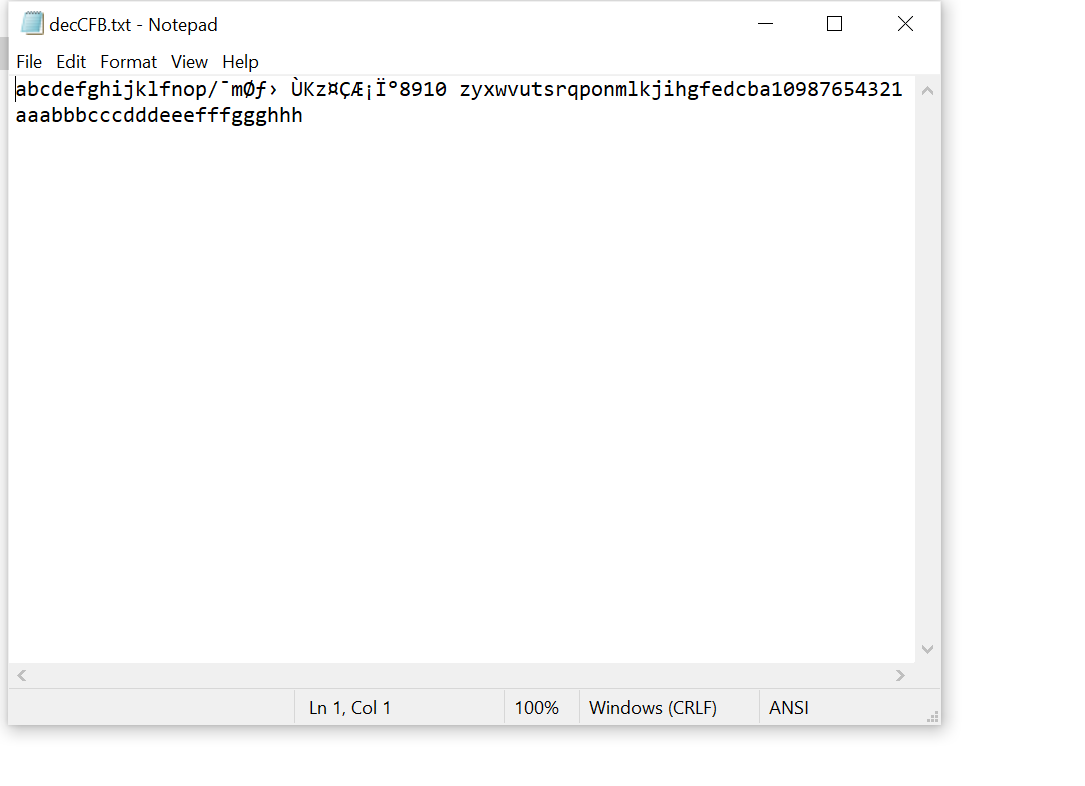 decCFB.txt - Notepad
File Edit Format View Help
abcdefghijklfnop/¯mØƒ› ÙKz¤ÇÆ¡Ï°8910 zyxwvutsrqponmlkjihgfedcba10987654321
aaabbbcccdddeeefffggghhh
Ln 1, Col 1 100% Windows (CRLF) ANSI